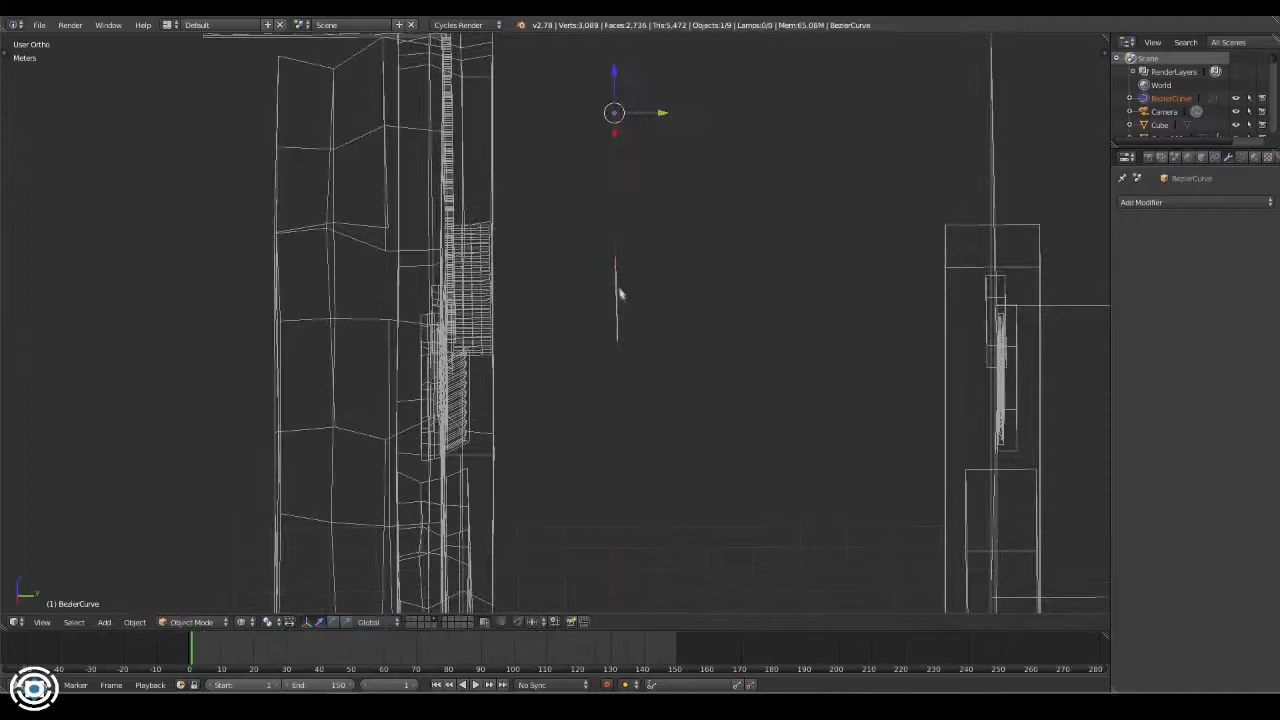 File Render Window Help Default Scene Cycles Render v2.78 | Verts:3,089 | Faces:2,736 | Tris:5,472 | Objects:1/9 | Lamps:0/0 | Mem:65.08M | BezierCurve
User Ortho
Meters
View Search All Scenes
Scene
RenderLayers
World
BezierCurve
Camera
Cube
BezierCurve
Add Modifier
(1) BezierCurve
View Select Add Object Object Mode Global
-40 -30 -20 -10 0 10 20 30 40 50 60 70 80 90 100 110 120 130 140 150 160 170 180 190 200 210 220 230 240 250 260 270 280
Marker Frame Playback Start: 1 End: 150 1 No Sync